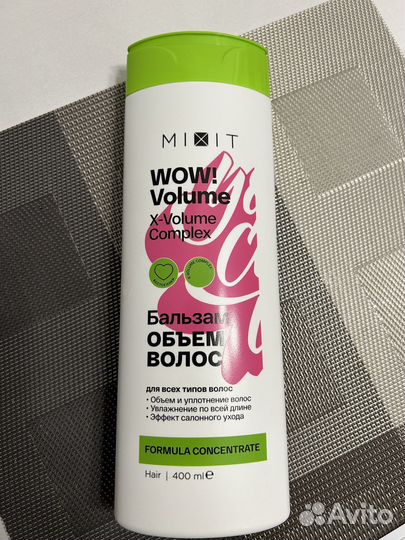 MIXIT
WOW!
Volume
X-Volume
Complex
Бальзам
ОБЪЕМ
ВОЛОС
для всех типов волос
• Объем и уплотнение волос
• Увлажнение по всей длине
• Эффект салонного ухода
FORMULA CONCENTRATE
Hair | 400 ml ℮
Avito